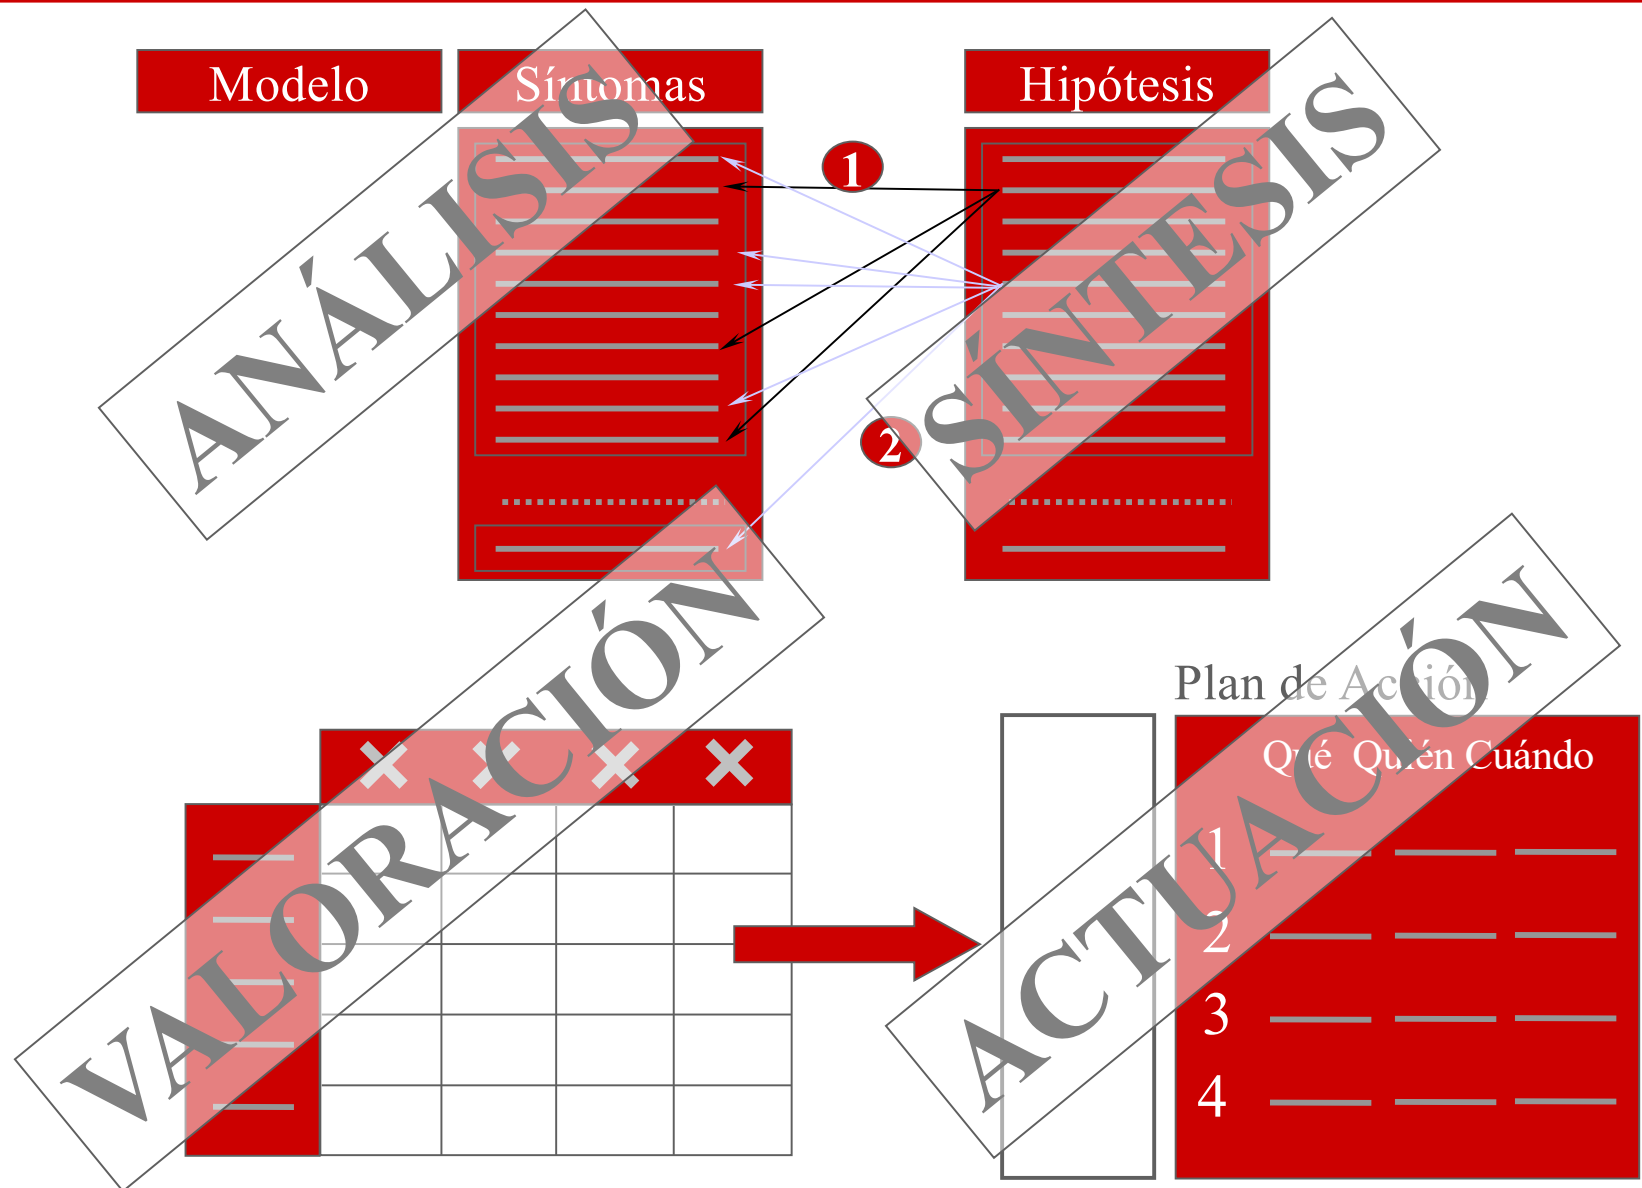 Modelo
Síntomas
Hipótesis
ANÁLISIS
SÍNTESIS
1
2
VALORACIÓN
ACTUACIÓN
Plan de Acción
Qué Quién Cuándo
1
2
3
4